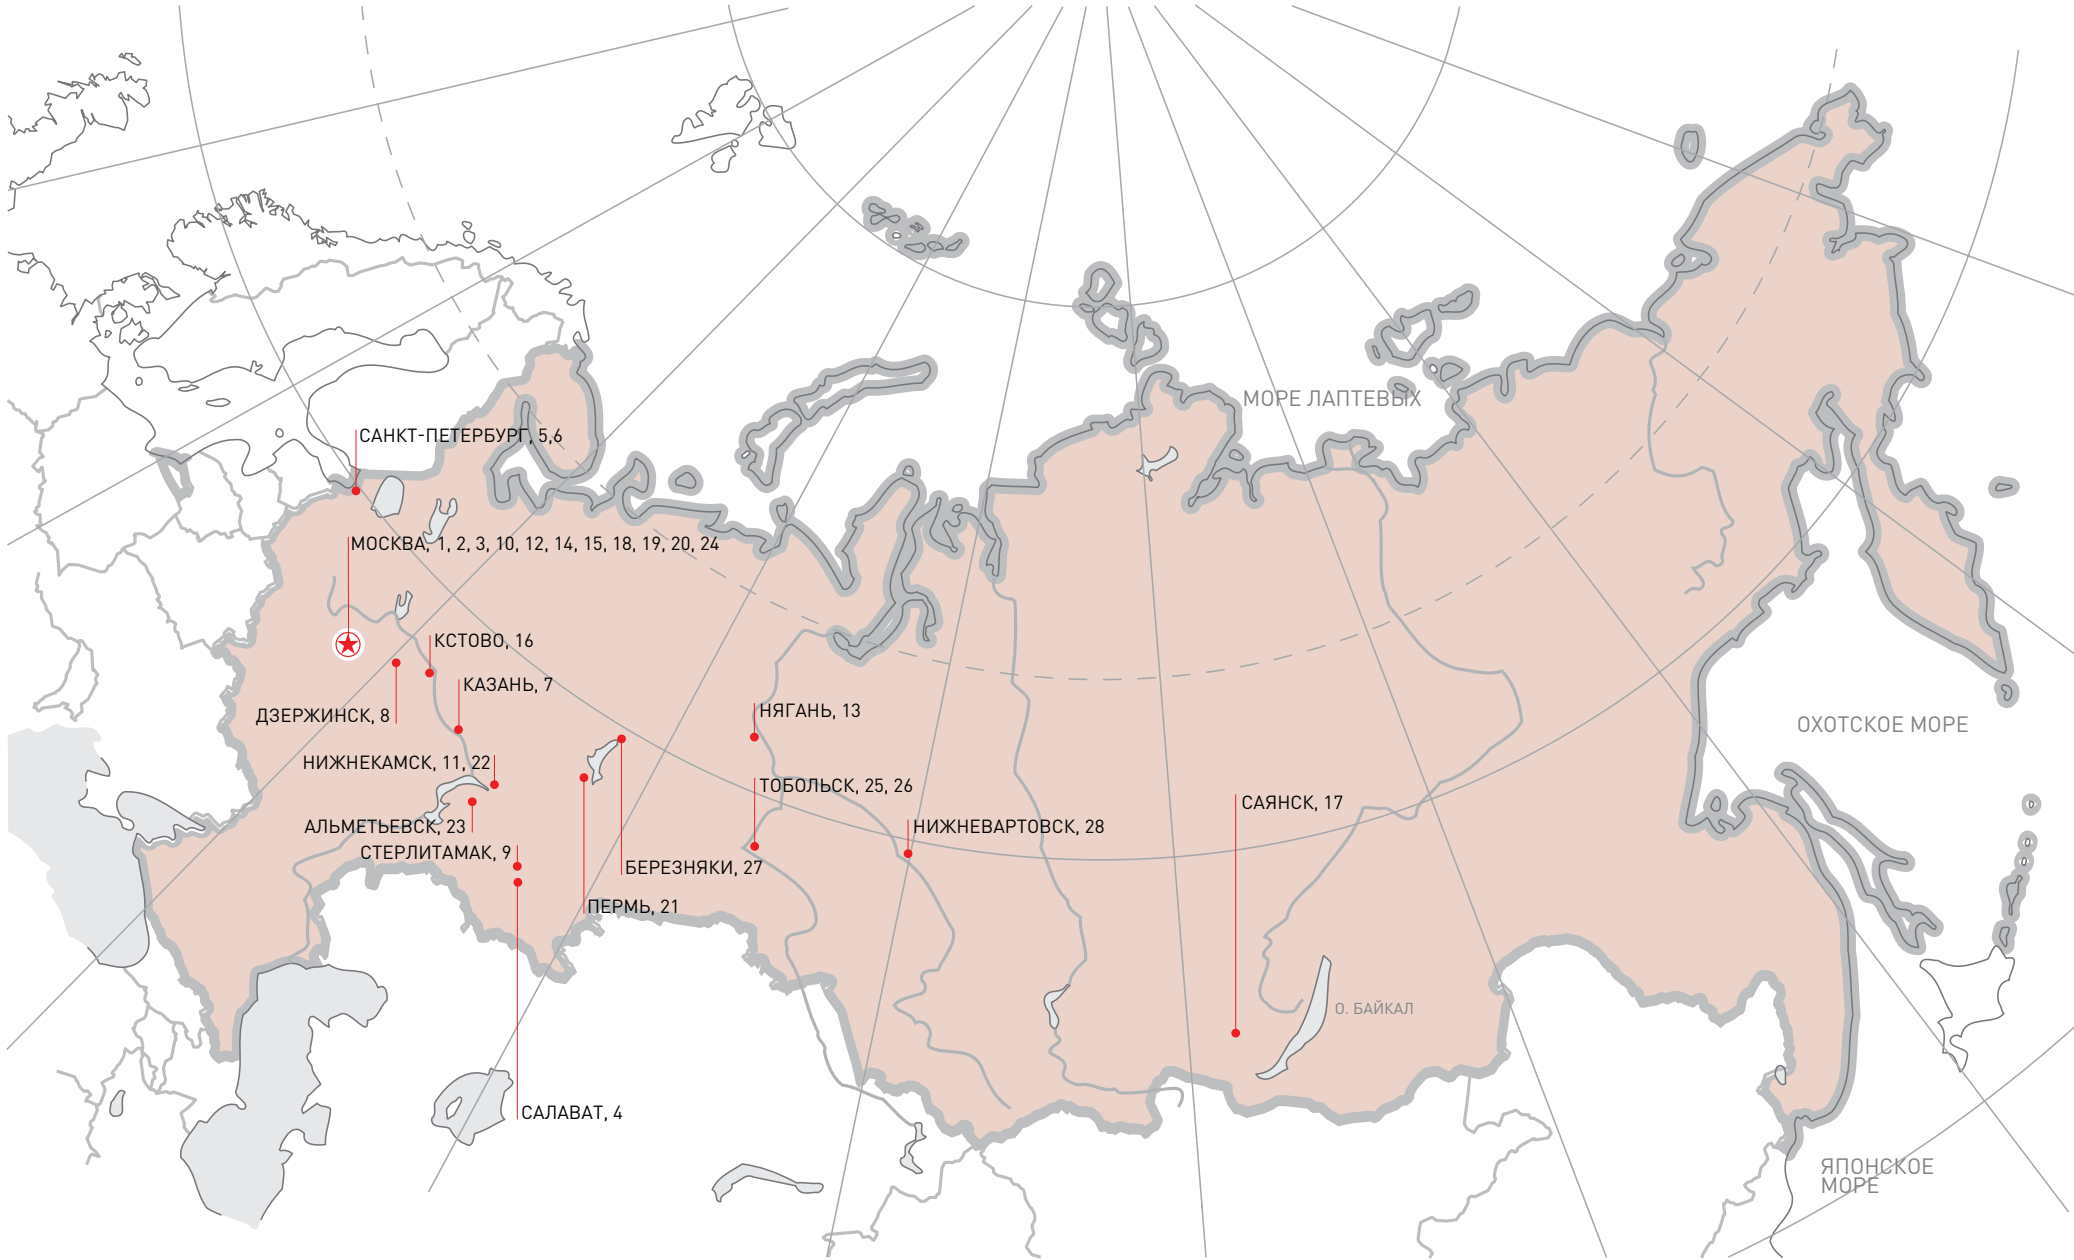 МОРЕ ЛАПТЕВЫХ
САНКТ-ПЕТЕРБУРГ, 5,6
МОСКВА, 1, 2, 3, 10, 12, 14, 15, 18, 19, 20, 24
КСТОВО, 16
КАЗАНЬ, 7
ДЗЕРЖИНСК, 8
НЯГАНЬ, 13
ОХОТСКОЕ МОРЕ
НИЖНЕКАМСК, 11, 22
ТОБОЛЬСК, 25, 26
САЯНСК, 17
АЛЬМЕТЬЕВСК, 23
НИЖНЕВАРТОВСК, 28
СТЕРЛИТАМАК, 9
БЕРЕЗНЯКИ, 27
ПЕРМЬ, 21
О. БАЙКАЛ
САЛАВАТ, 4
ЯПОНСКОЕ
МОРЕ